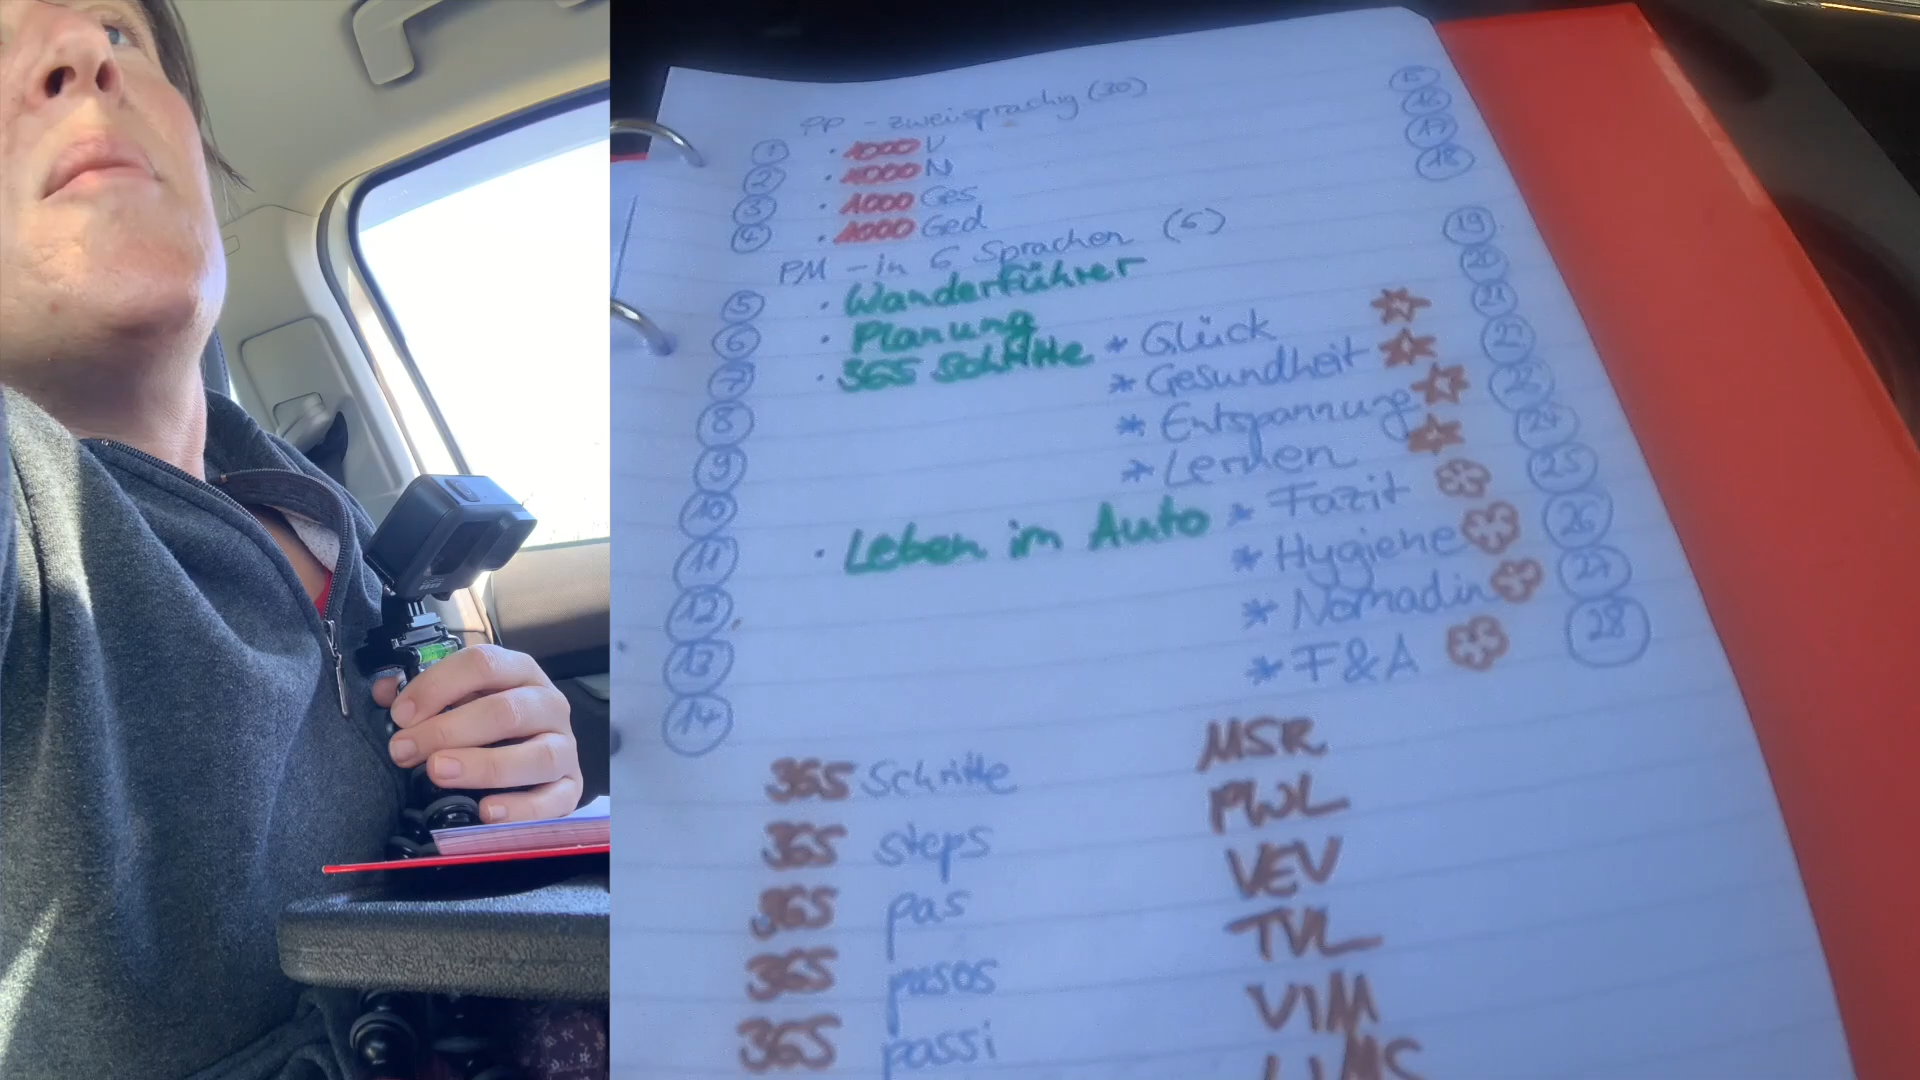 PP - zweisprachig (30)
15
16
1 · 1000 V
17
2 · 1000 N
18
3 · 1000 Ges
4 · 1000 Ged
PM - in 6 Sprachen (6)
19
5 · Wanderführer
20
6 · Planung
21
7 · 365 Schritte * Glück
22
8 * Gesundheit
9 * Entspannung
24
* Lernen
25
10 * Fazit
26
11 · Leben im Auto * Hygiene
27
12 * Nomadin
28
13 * F&A
14
365 Schritte MSR
365 steps PWL
365 pas VEV
365 pasos TVL
365 passi VIM